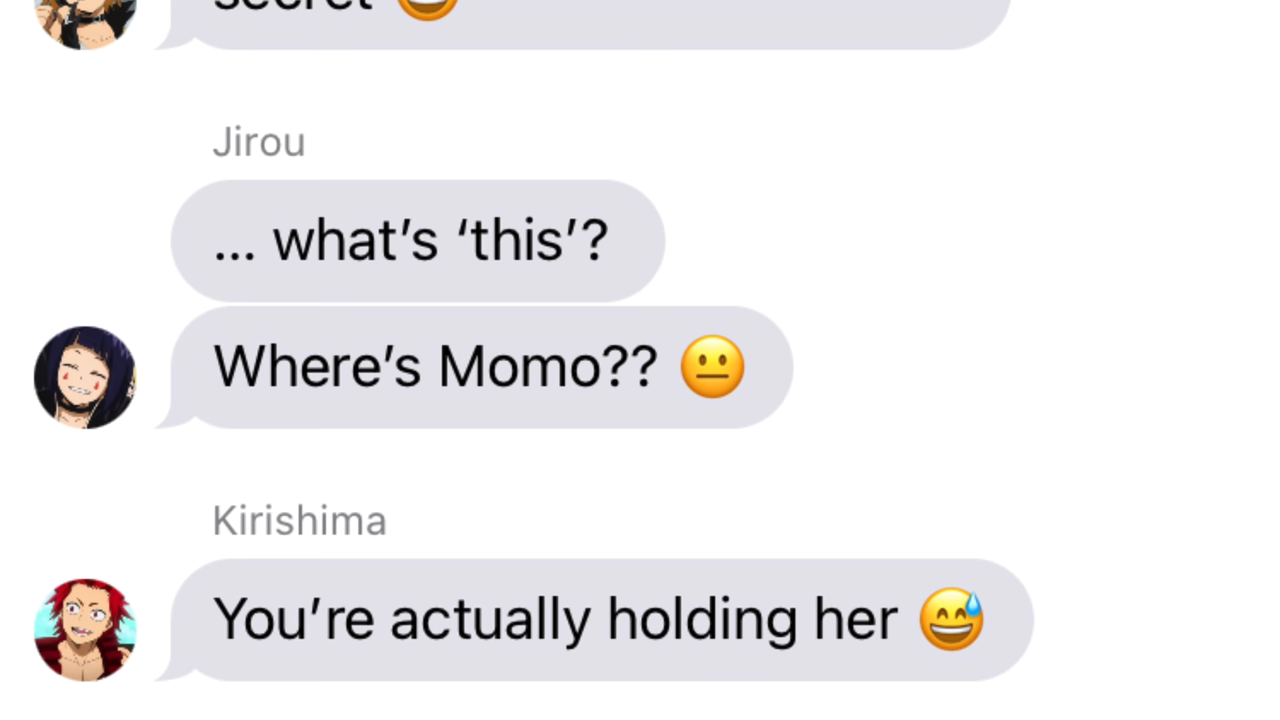 secret 😅
Jirou
... what's 'this'?
Where's Momo?? 😐
Kirishima
You're actually holding her 😅